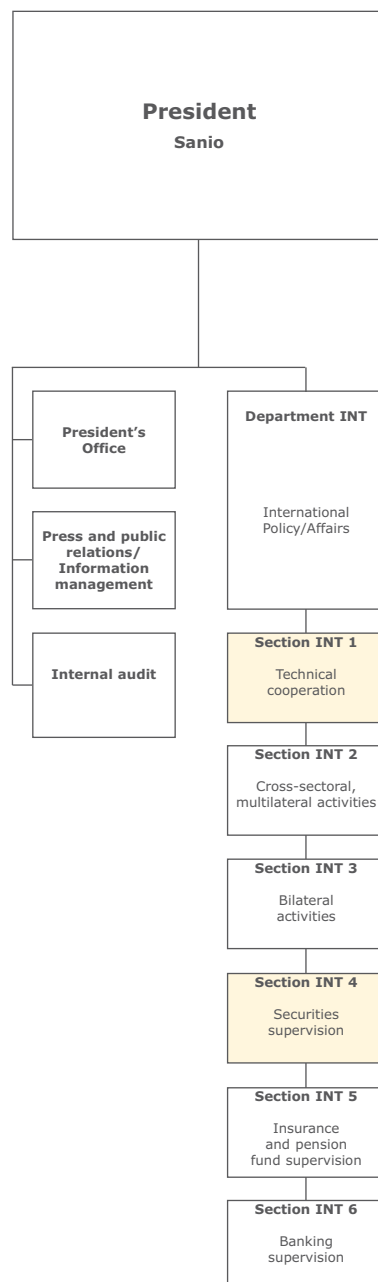 President
Sanio
President's
Office
Press and public
relations/
Information
management
Internal audit
Department INT
International
Policy/Affairs
Section INT 1
Technical
cooperation
Section INT 2
Cross-sectoral,
multilateral activities
Section INT 3
Bilateral
activities
Section INT 4
Securities
supervision
Section INT 5
Insurance
and pension
fund supervision
Section INT 6
Banking
supervision